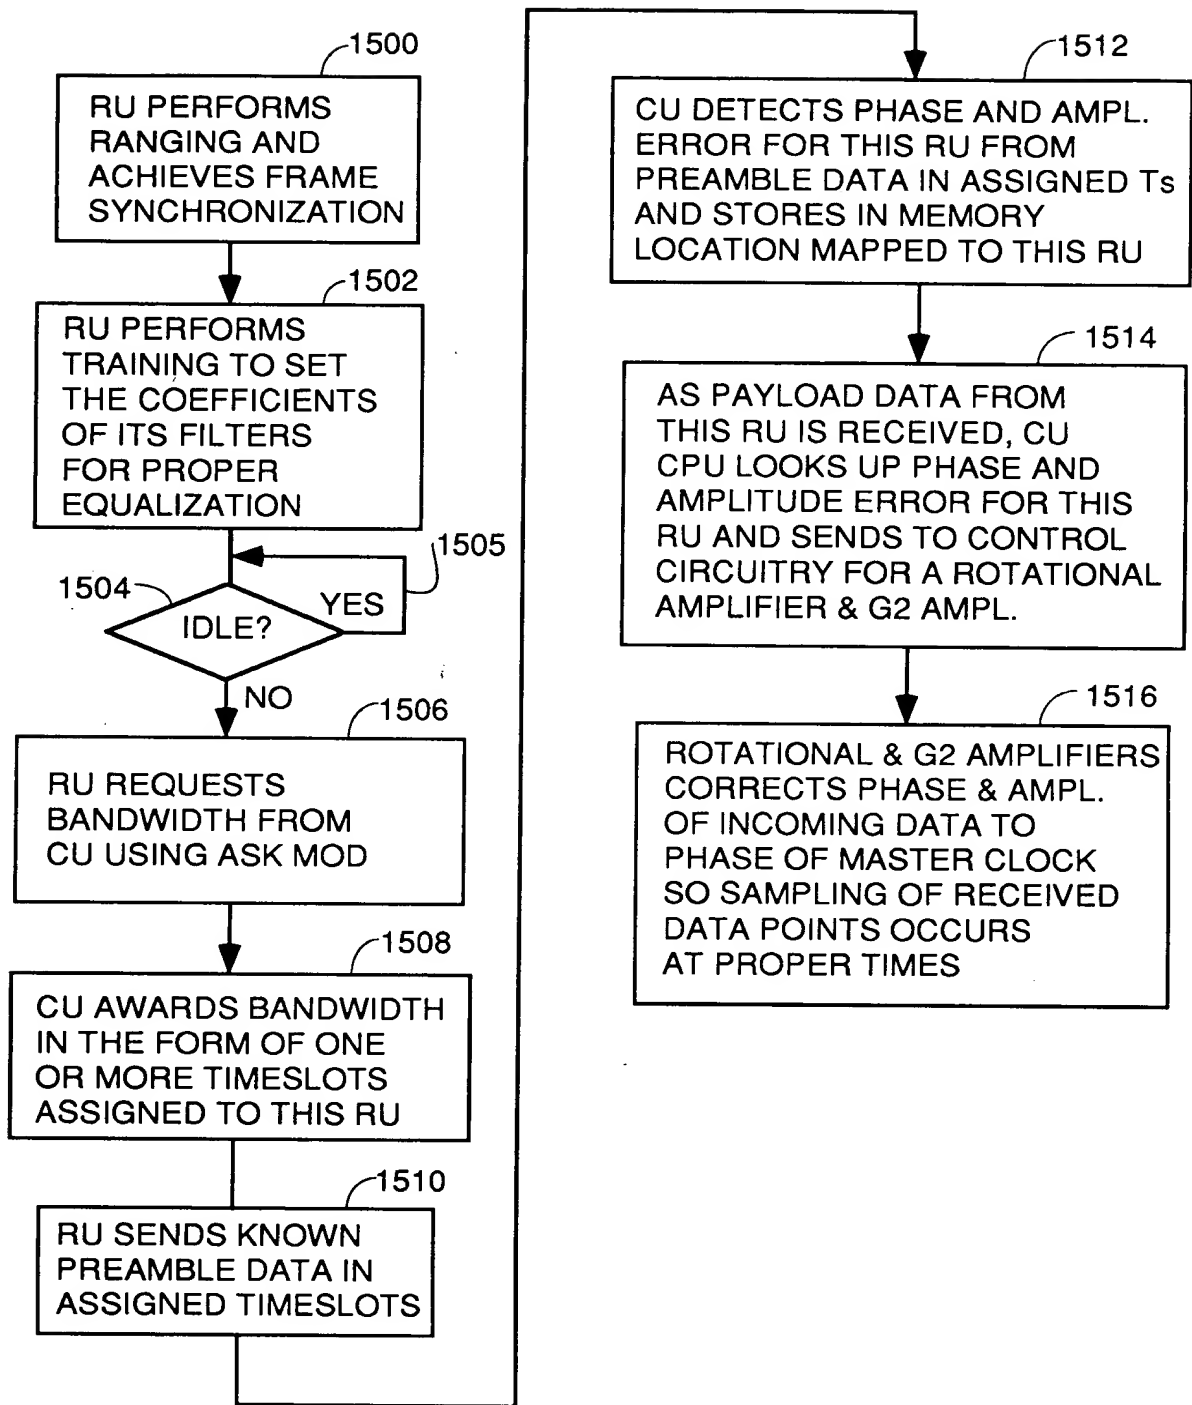 1500
RU PERFORMS
RANGING AND
ACHIEVES FRAME
SYNCHRONIZATION
1502
RU PERFORMS
TRAINING TO SET
THE COEFFICIENTS
OF ITS FILTERS
FOR PROPER
EQUALIZATION
1505
1504
YES
IDLE?
NO
1506
RU REQUESTS
BANDWIDTH FROM
CU USING ASK MOD
1508
CU AWARDS BANDWIDTH
IN THE FORM OF ONE
OR MORE TIMESLOTS
ASSIGNED TO THIS RU
1510
RU SENDS KNOWN
PREAMBLE DATA IN
ASSIGNED TIMESLOTS
1512
CU DETECTS PHASE AND AMPL.
ERROR FOR THIS RU FROM
PREAMBLE DATA IN ASSIGNED Ts
AND STORES IN MEMORY
LOCATION MAPPED TO THIS RU
1514
AS PAYLOAD DATA FROM
THIS RU IS RECEIVED, CU
CPU LOOKS UP PHASE AND
AMPLITUDE ERROR FOR THIS
RU AND SENDS TO CONTROL
CIRCUITRY FOR A ROTATIONAL
AMPLIFIER & G2 AMPL.
1516
ROTATIONAL & G2 AMPLIFIERS
CORRECTS PHASE & AMPL.
OF INCOMING DATA TO
PHASE OF MASTER CLOCK
SO SAMPLING OF RECEIVED
DATA POINTS OCCURS
AT PROPER TIMES